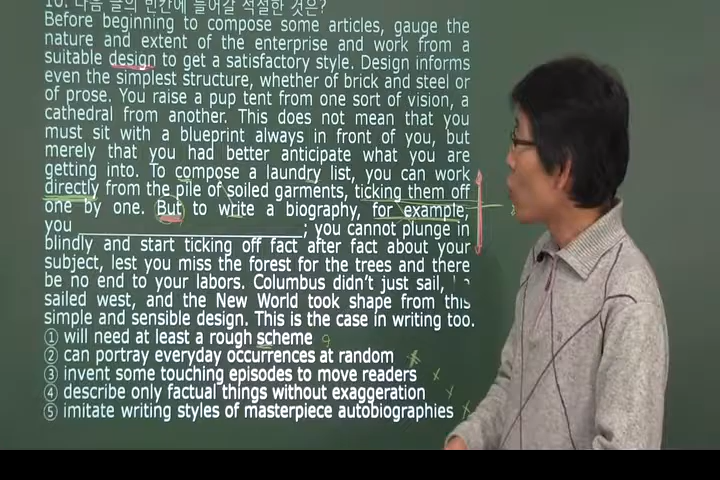 10. 다음 글의 빈칸에 들어갈 적절한 것은?
Before beginning to compose some articles, gauge the
nature and extent of the enterprise and work from a
suitable design to get a satisfactory style. Design informs
even the simplest structure, whether of brick and steel or
of prose. You raise a pup tent from one sort of vision, a
cathedral from another. This does not mean that you
must sit with a blueprint always in front of you, but
merely that you had better anticipate what you are
getting into. To compose a laundry list, you can work
directly from the pile of soiled garments, ticking them off
one by one. But to write a biography, for example,
you ____________________; you cannot plunge in
blindly and start ticking off fact after fact about your
subject, lest you miss the forest for the trees and there
be no end to your labors. Columbus didn't just sail,
sailed west, and the New World took shape from this
simple and sensible design. This is the case in writing too.
① will need at least a rough scheme
② can portray everyday occurrences at random
③ invent some touching episodes to move readers
④ describe only factual things without exaggeration
⑤ imitate writing styles of masterpiece autobiographies